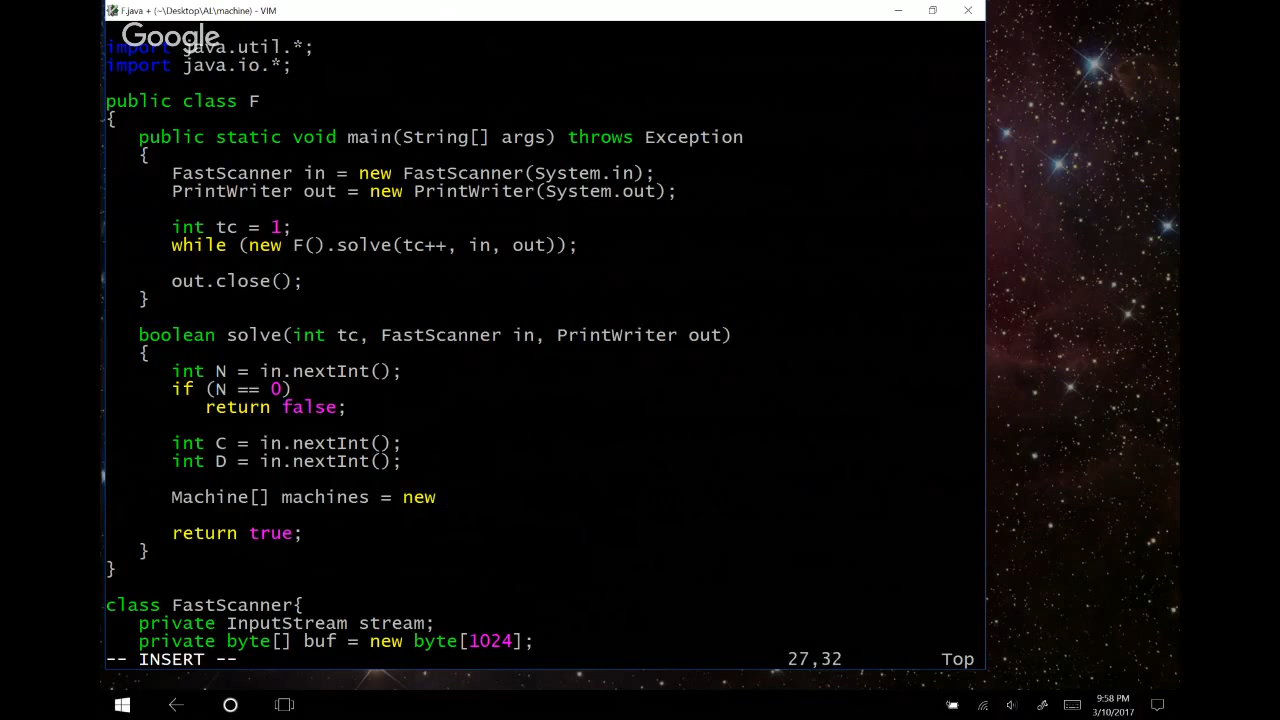 F.java + (~\Desktop\AL\machine) - VIM
Google
import java.util.*;
import java.io.*;
public class F
{
public static void main(String[] args) throws Exception
{
FastScanner in = new FastScanner(System.in);
PrintWriter out = new PrintWriter(System.out);
int tc = 1;
while (new F().solve(tc++, in, out));
out.close();
}
boolean solve(int tc, FastScanner in, PrintWriter out)
{
int N = in.nextInt();
if (N == 0)
return false;
int C = in.nextInt();
int D = in.nextInt();
Machine[] machines = new
return true;
}
}
class FastScanner{
private InputStream stream;
private byte[] buf = new byte[1024];
-- INSERT -- 27,32 Top
9:58 PM
3/10/2017